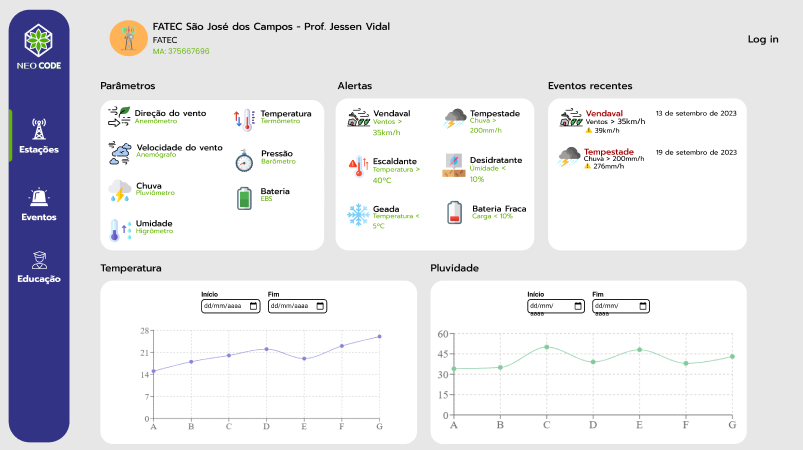 NEO CODE
Estações
Eventos
Educação
FATEC São José dos Campos - Prof. Jessen Vidal
FATEC
MA: 375667696
Log in
Parâmetros
Direção do vento
Anemômetro
Temperatura
Termômetro
Velocidade do vento
Anemógrafo
Pressão
Barômetro
Chuva
Pluviômetro
Bateria
EBS
Umidade
Higrômetro
Alertas
Vendaval
Ventos >
35km/h
Tempestade
Chuva >
200mm/h
Escaldante
Temperatura >
40ºC
Desidratante
Umidade <
10%
Geada
Temperatura <
5ºC
Bateria Fraca
Carga < 10%
Eventos recentes
Vendaval
13 de setembro de 2023
Ventos > 35km/h
39km/h
Tempestade
19 de setembro de 2023
Chuva > 200mm/h
276mm/h
Temperatura
Início
Fim
dd/mm/aaaa
dd/mm/aaaa
28
21
14
7
0
A B C D E F G
Pluvidade
Início
Fim
dd/mm/
aaaa
dd/mm/
aaaa
60
45
30
15
0
A B C D E F G